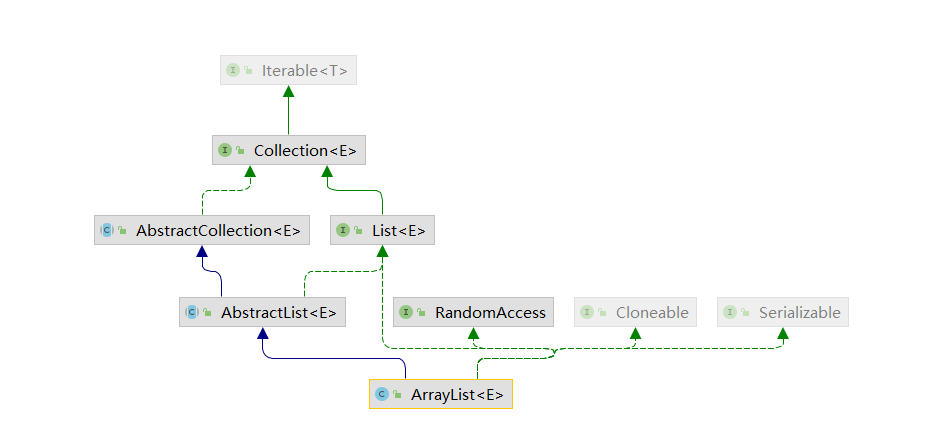 Iterable<T>
Collection<E>
AbstractCollection<E>
List<E>
AbstractList<E>
RandomAccess
Cloneable
Serializable
ArrayList<E>